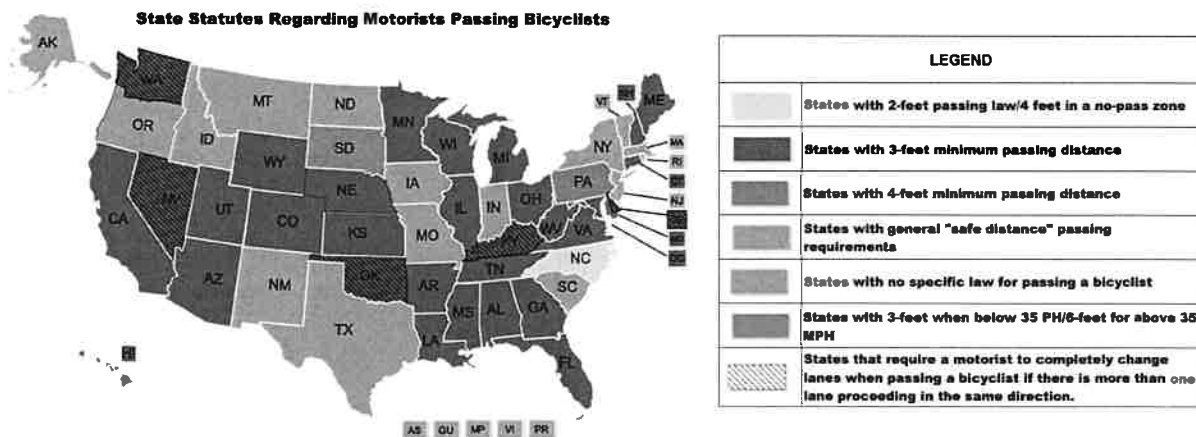 State Statutes Regarding Motorists Passing Bicyclists
AK
WA
MT
ND
MN
VT
NH
ME
OR
ID
SD
WI
MI
NY
MA
WY
RI
NV
NE
IA
PA
CT
NJ
CA
UT
CO
KS
MO
IL
IN
OH
WV
VA
KY
MD
DC
AZ
NM
OK
AR
TN
NC
SC
TX
LA
MS
AL
GA
FL
HI
AS GU MP VI PR
LEGEND
States with 2-feet passing law/4 feet in a no-pass zone
States with 3-feet minimum passing distance
States with 4-feet minimum passing distance
States with general "safe distance" passing
requirements
States with no specific law for passing a bicyclist
States with 3-feet when below 35 PH/6-feet for above 35
MPH
States that require a motorist to completely change
lanes when passing a bicyclist if there is more than one
lane proceeding in the same direction.